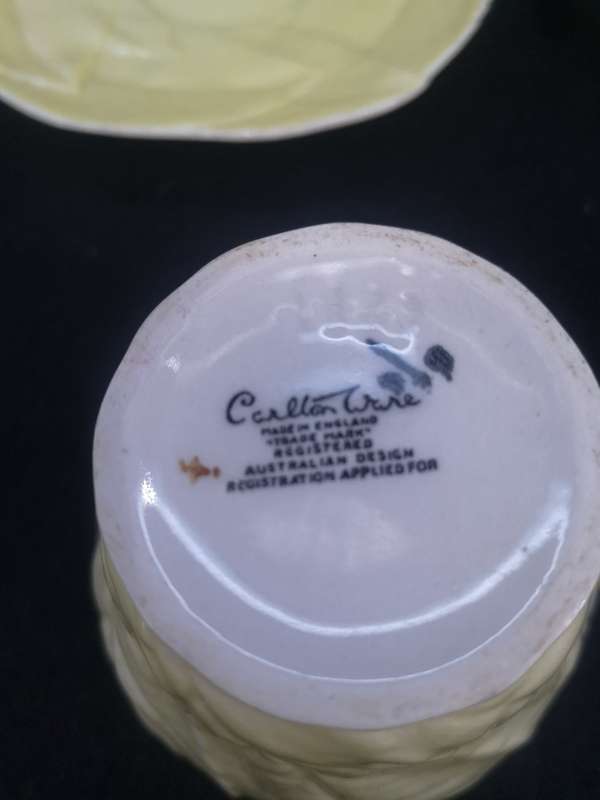 Carlton Ware
MADE IN ENGLAND
"TRADE MARK"
REGISTERED
AUSTRALIAN DESIGN
REGISTRATION APPLIED FOR